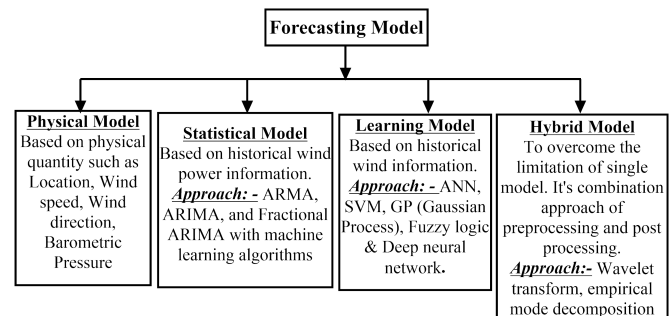 Forecasting Model
Physical Model
Based on physical
quantity such as
Location, Wind
speed, Wind
direction,
Barometric
Pressure
Statistical Model
Based on historical wind
power information.
Approach: - ARMA,
ARIMA, and Fractional
ARIMA with machine
learning algorithms
Learning Model
Based on historical
wind information.
Approach: - ANN,
SVM, GP (Gaussian
Process), Fuzzy logic
& Deep neural
network.
Hybrid Model
To overcome the
limitation of single
model. It's combination
approach of
preprocessing and post
processing.
Approach:- Wavelet
transform, empirical
mode decomposition